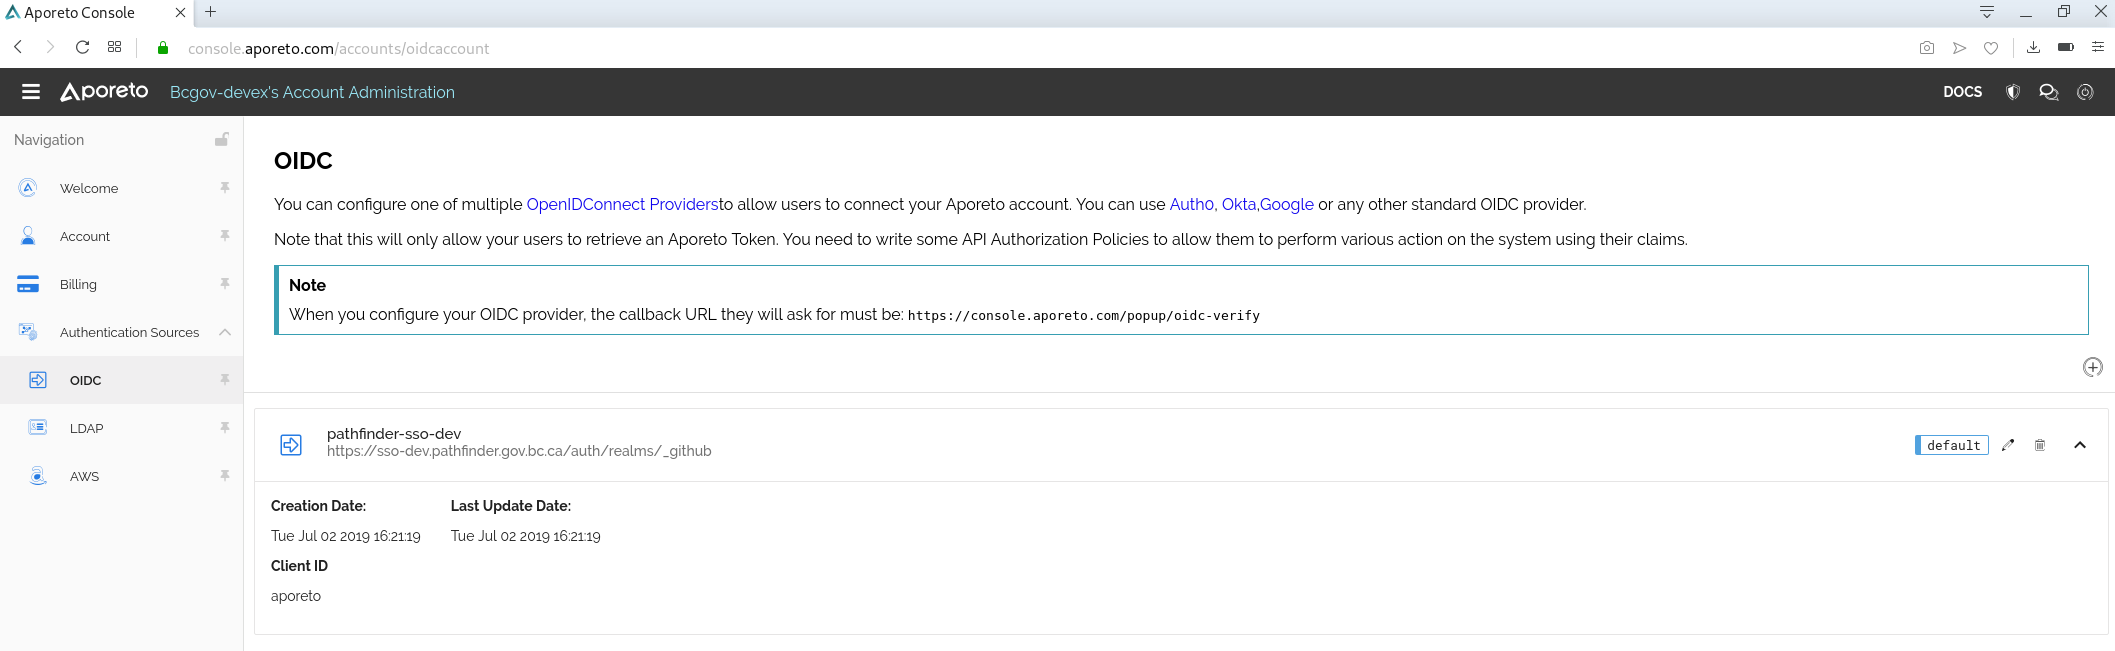 Aporeto Console
console.aporeto.com/accounts/oidcaccount
Aporeto Bcgov-devex's Account Administration DOCS
Navigation
Welcome
Account
Billing
Authentication Sources
OIDC
LDAP
AWS
OIDC
You can configure one of multiple OpenIDConnect Providersto allow users to connect your Aporeto account. You can use Auth0, Okta,Google or any other standard OIDC provider.
Note that this will only allow your users to retrieve an Aporeto Token. You need to write some API Authorization Policies to allow them to perform various action on the system using their claims.
Note
When you configure your OIDC provider, the callback URL they will ask for must be: https://console.aporeto.com/popup/oidc-verify
pathfinder-sso-dev
https://sso-dev.pathfinder.gov.bc.ca/auth/realms/_github
default
Creation Date: Last Update Date:
Tue Jul 02 2019 16:21:19 Tue Jul 02 2019 16:21:19
Client ID
aporeto